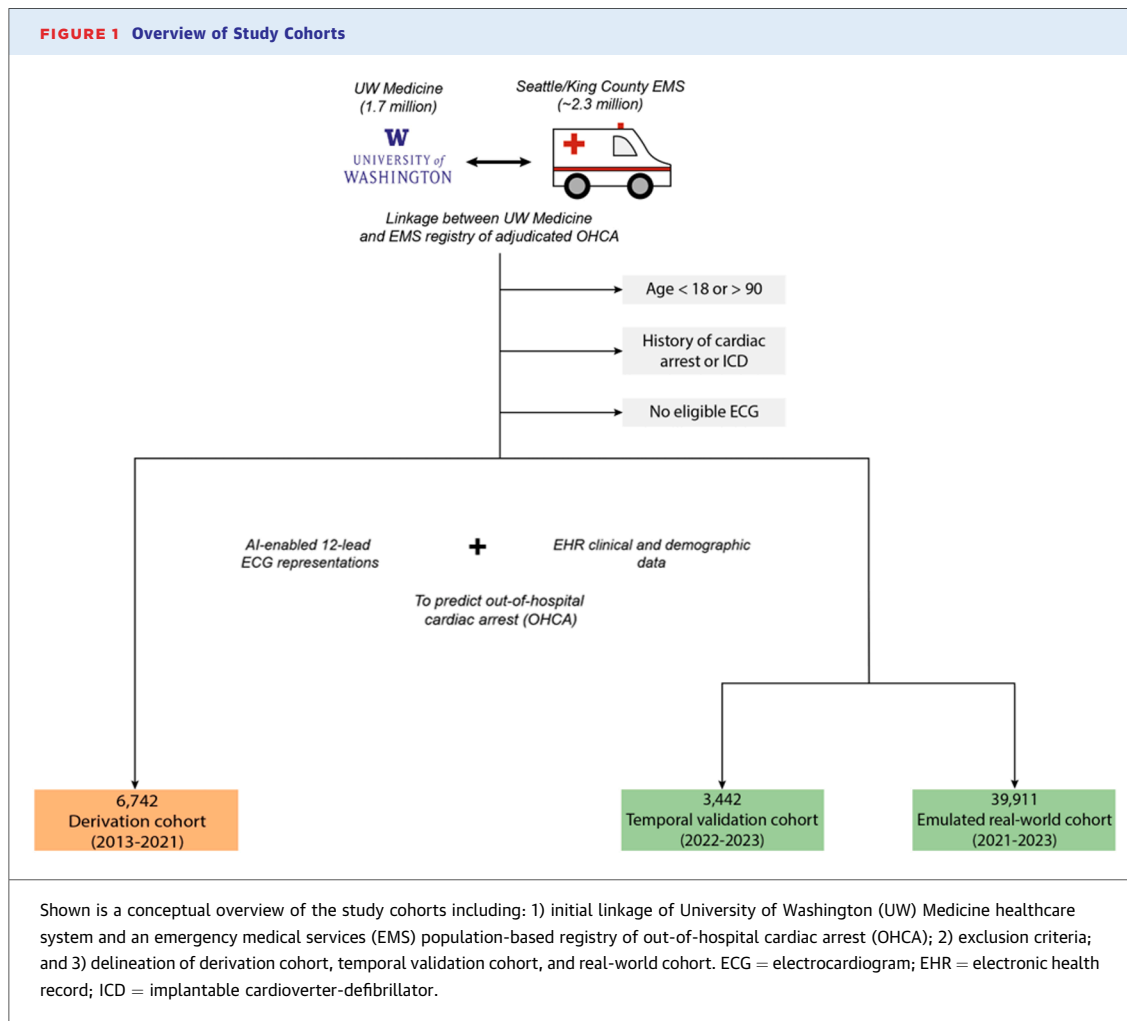 FIGURE 1 Overview of Study Cohorts
UW Medicine
(1.7 million)
Seattle/King County EMS
(~2.3 million)
W
UNIVERSITY of
WASHINGTON
Linkage between UW Medicine
and EMS registry of adjudicated OHCA
Age < 18 or > 90
History of cardiac
arrest or ICD
No eligible ECG
AI-enabled 12-lead
ECG representations
+
EHR clinical and demographic
data
To predict out-of-hospital
cardiac arrest (OHCA)
6,742
Derivation cohort
(2013-2021)
3,442
Temporal validation cohort
(2022-2023)
39,911
Emulated real-world cohort
(2021-2023)
Shown is a conceptual overview of the study cohorts including: 1) initial linkage of University of Washington (UW) Medicine healthcare
system and an emergency medical services (EMS) population-based registry of out-of-hospital cardiac arrest (OHCA); 2) exclusion criteria;
and 3) delineation of derivation cohort, temporal validation cohort, and real-world cohort. ECG = electrocardiogram; EHR = electronic health
record; ICD = implantable cardioverter-defibrillator.